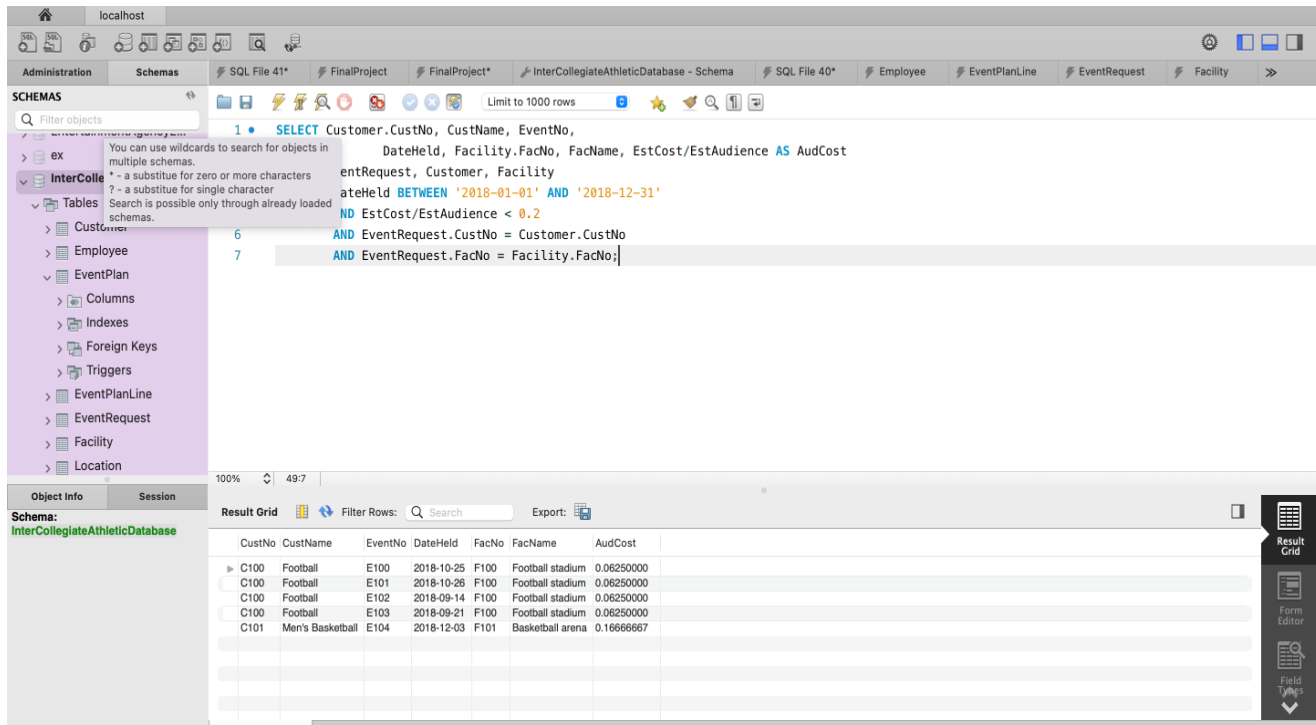 localhost
Administration
Schemas
SQL File 41*
FinalProject
FinalProject*
InterCollegiateAthleticDatabase - Schema
SQL File 40*
Employee
EventPlanLine
EventRequest
Facility
SCHEMAS
Filter objects
Limit to 1000 rows
ex
InterColle
Tables
Customer
Employee
EventPlan
Columns
Indexes
Foreign Keys
Triggers
EventPlanLine
EventRequest
Facility
Location
You can use wildcards to search for objects in
multiple schemas.
* - a substitue for zero or more characters
? - a substitue for single character
Search is possible only through already loaded
schemas.
1 SELECT Customer.CustNo, CustName, EventNo,
DateHeld, Facility.FacNo, FacName, EstCost/EstAudience AS AudCost
entRequest, Customer, Facility
ateHeld BETWEEN '2018-01-01' AND '2018-12-31'
ND EstCost/EstAudience < 0.2
6 AND EventRequest.CustNo = Customer.CustNo
7 AND EventRequest.FacNo = Facility.FacNo;
100% 49:7
Object Info
Session
Schema:
InterCollegiateAthleticDatabase
Result Grid Filter Rows: Search Export:
CustNo CustName EventNo DateHeld FacNo FacName AudCost
C100 Football E100 2018-10-25 F100 Football stadium 0.06250000
C100 Football E101 2018-10-26 F100 Football stadium 0.06250000
C100 Football E102 2018-09-14 F100 Football stadium 0.06250000
C100 Football E103 2018-09-21 F100 Football stadium 0.06250000
C101 Men's Basketball E104 2018-12-03 F101 Basketball arena 0.16666667
Result
Grid
Form
Editor
Field
Types